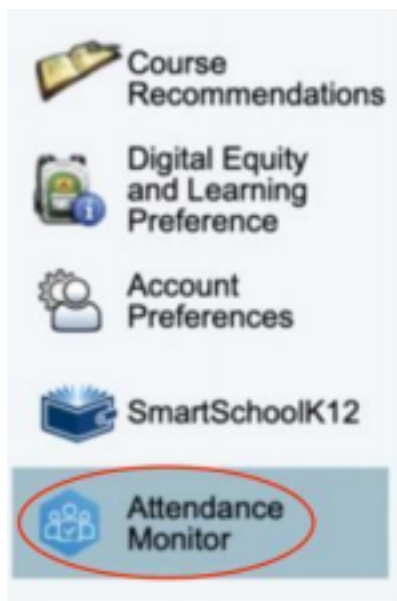 Course
Recommendations
Digital Equity
and Learning
Preference
Account
Preferences
SmartSchoolK12
Attendance
Monitor